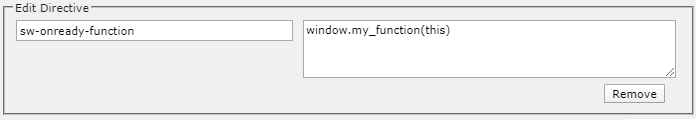 Edit Directive
sw-onready-function
window.my_function(this)
Remove